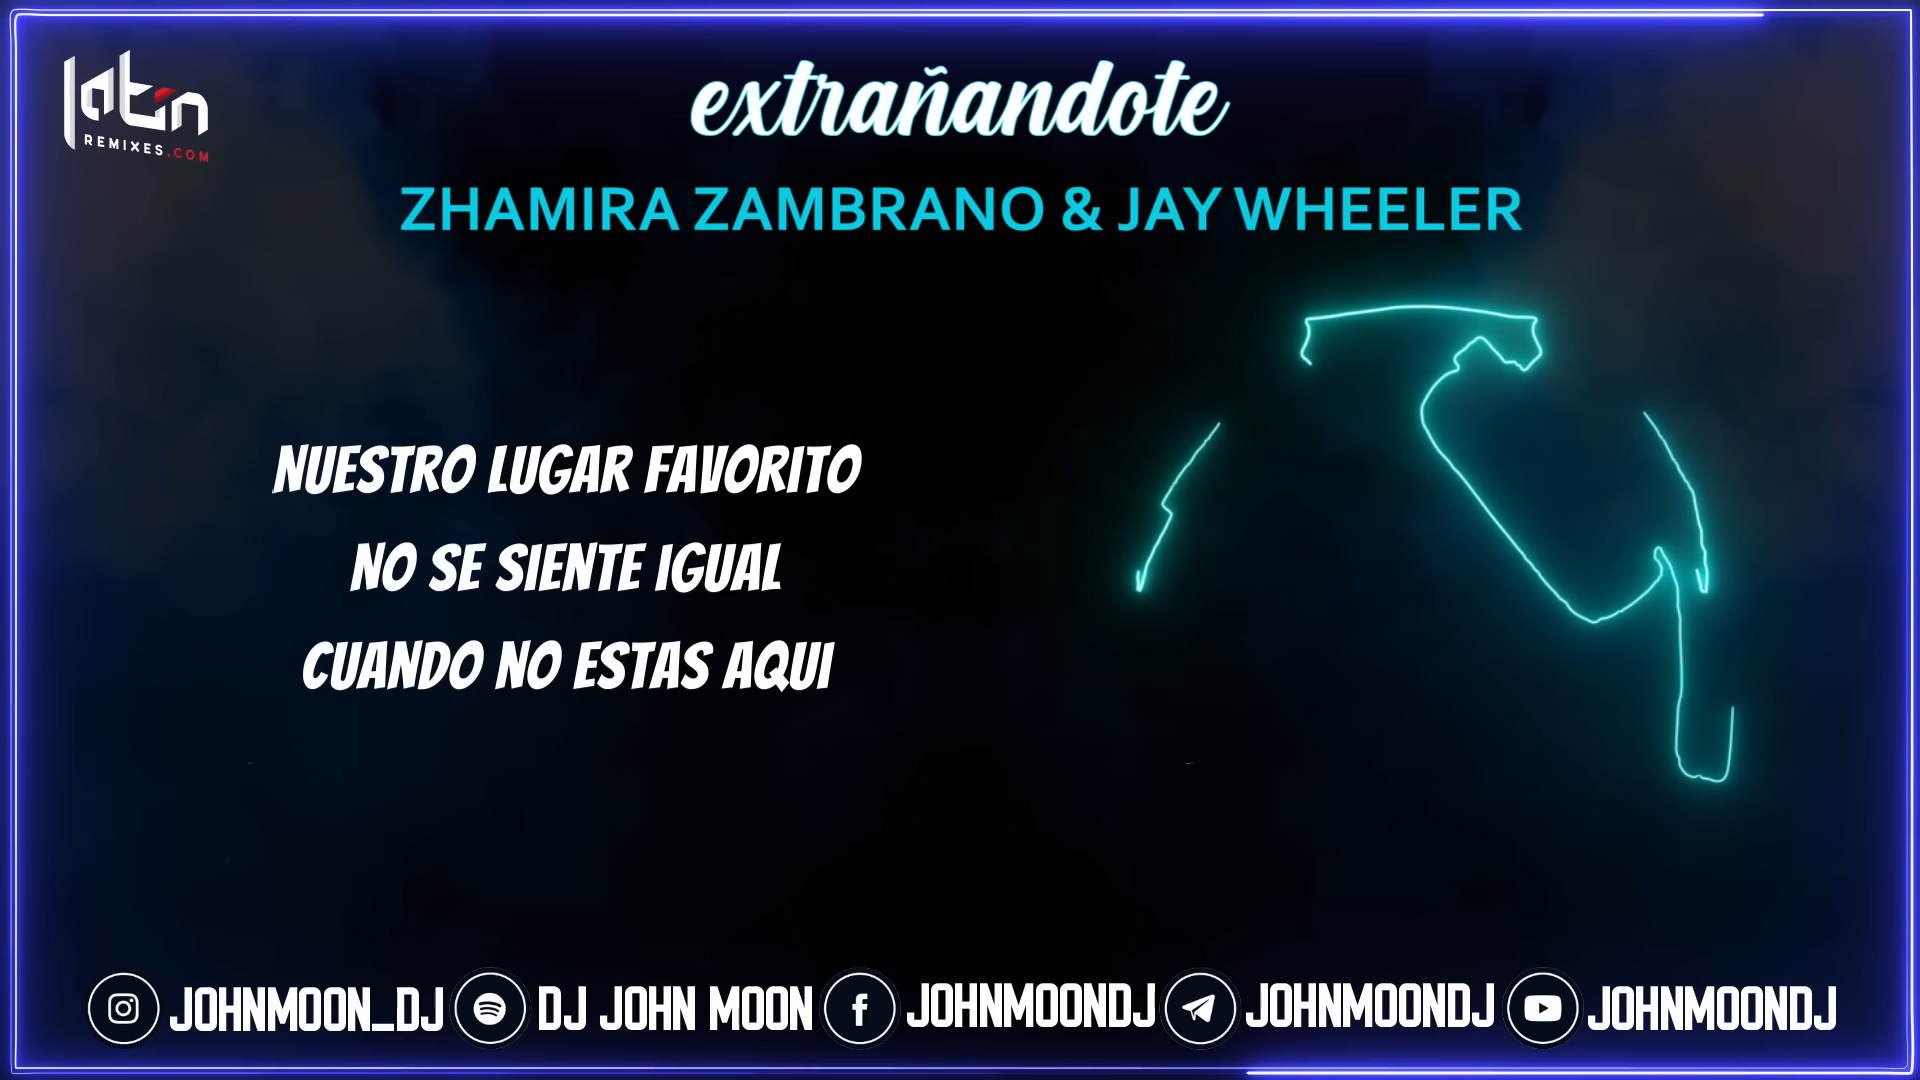 latin
REMIXES.COM
extrañandote
ZHAMIRA ZAMBRANO & JAY WHEELER
NUESTRO LUGAR FAVORITO
NO SE SIENTE IGUAL
CUANDO NO ESTAS AQUI
JOHNMOON_DJ DJ JOHN MOON JOHNMOONDJ JOHNMOONDJ JOHNMOONDJ